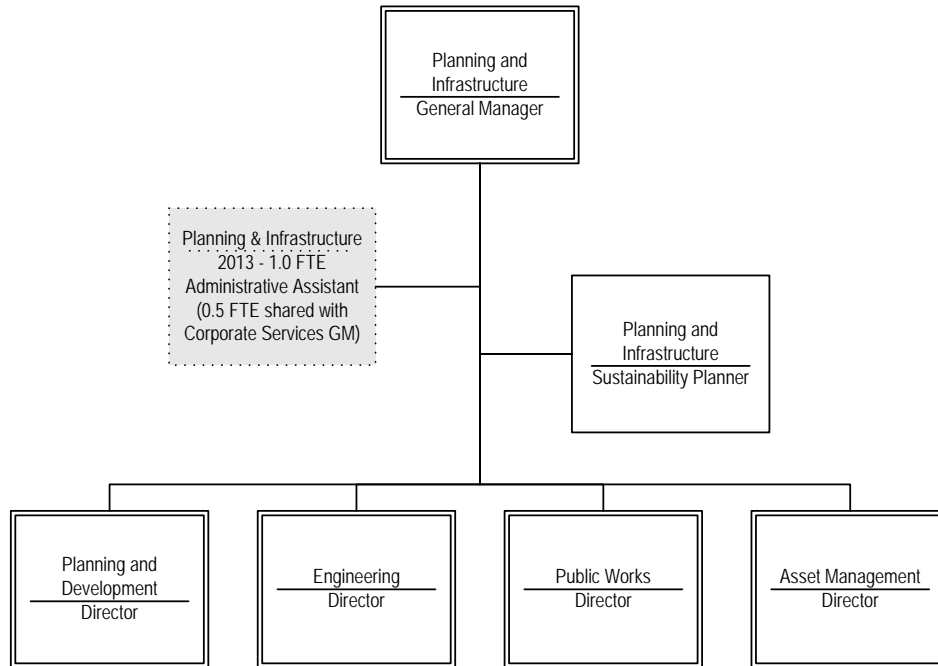 Planning and
Infrastructure
General Manager
Planning & Infrastructure
2013 - 1.0 FTE
Administrative Assistant
(0.5 FTE shared with
Corporate Services GM)
Planning and
Infrastructure
Sustainability Planner
Planning and
Development
Director
Engineering
Director
Public Works
Director
Asset Management
Director